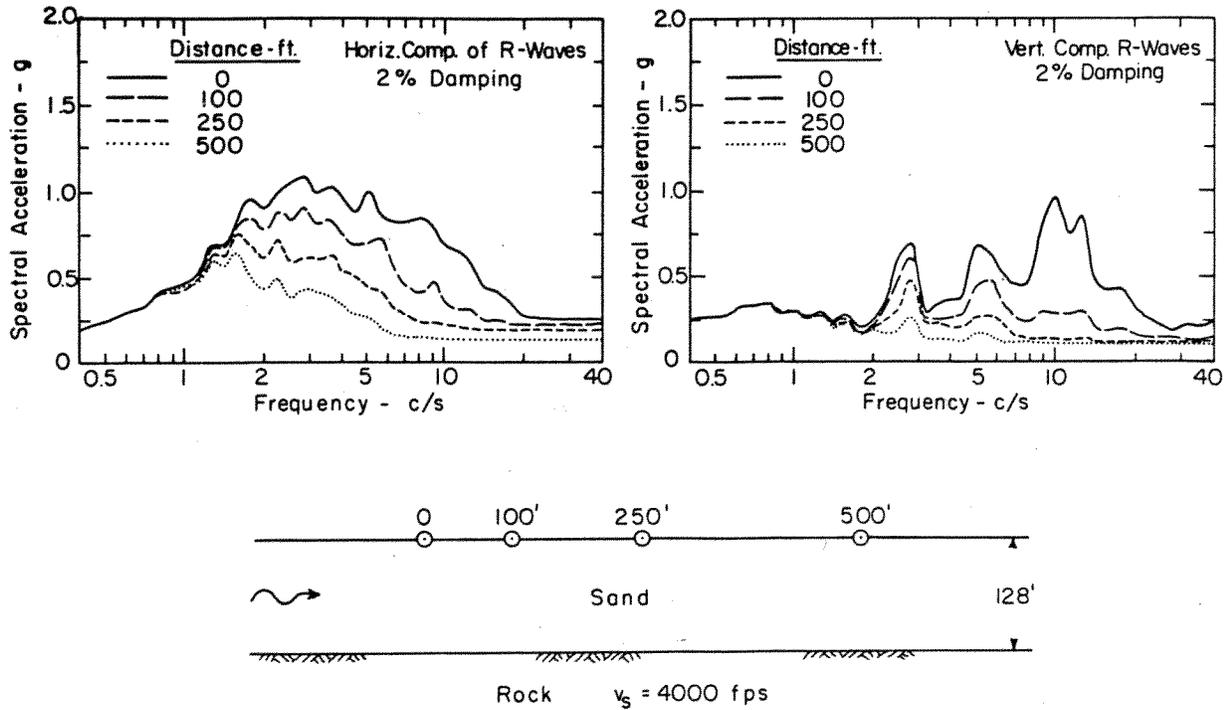 2.0
1.5
1.0
0.5
0
Spectral Acceleration - g
Distance-ft.
0
100
250
500
Horiz.Comp. of R-Waves
2% Damping
0.5 1 2 5 10 40
Frequency - c/s
2.0
1.5
1.0
0.5
0
Spectral Acceleration - g
Distance-ft.
0
100
250
500
Vert. Comp. R-Waves
2% Damping
0.5 1 2 5 10 40
Frequency - c/s
0 100' 250' 500'
Sand 128'
Rock vs = 4000 fps